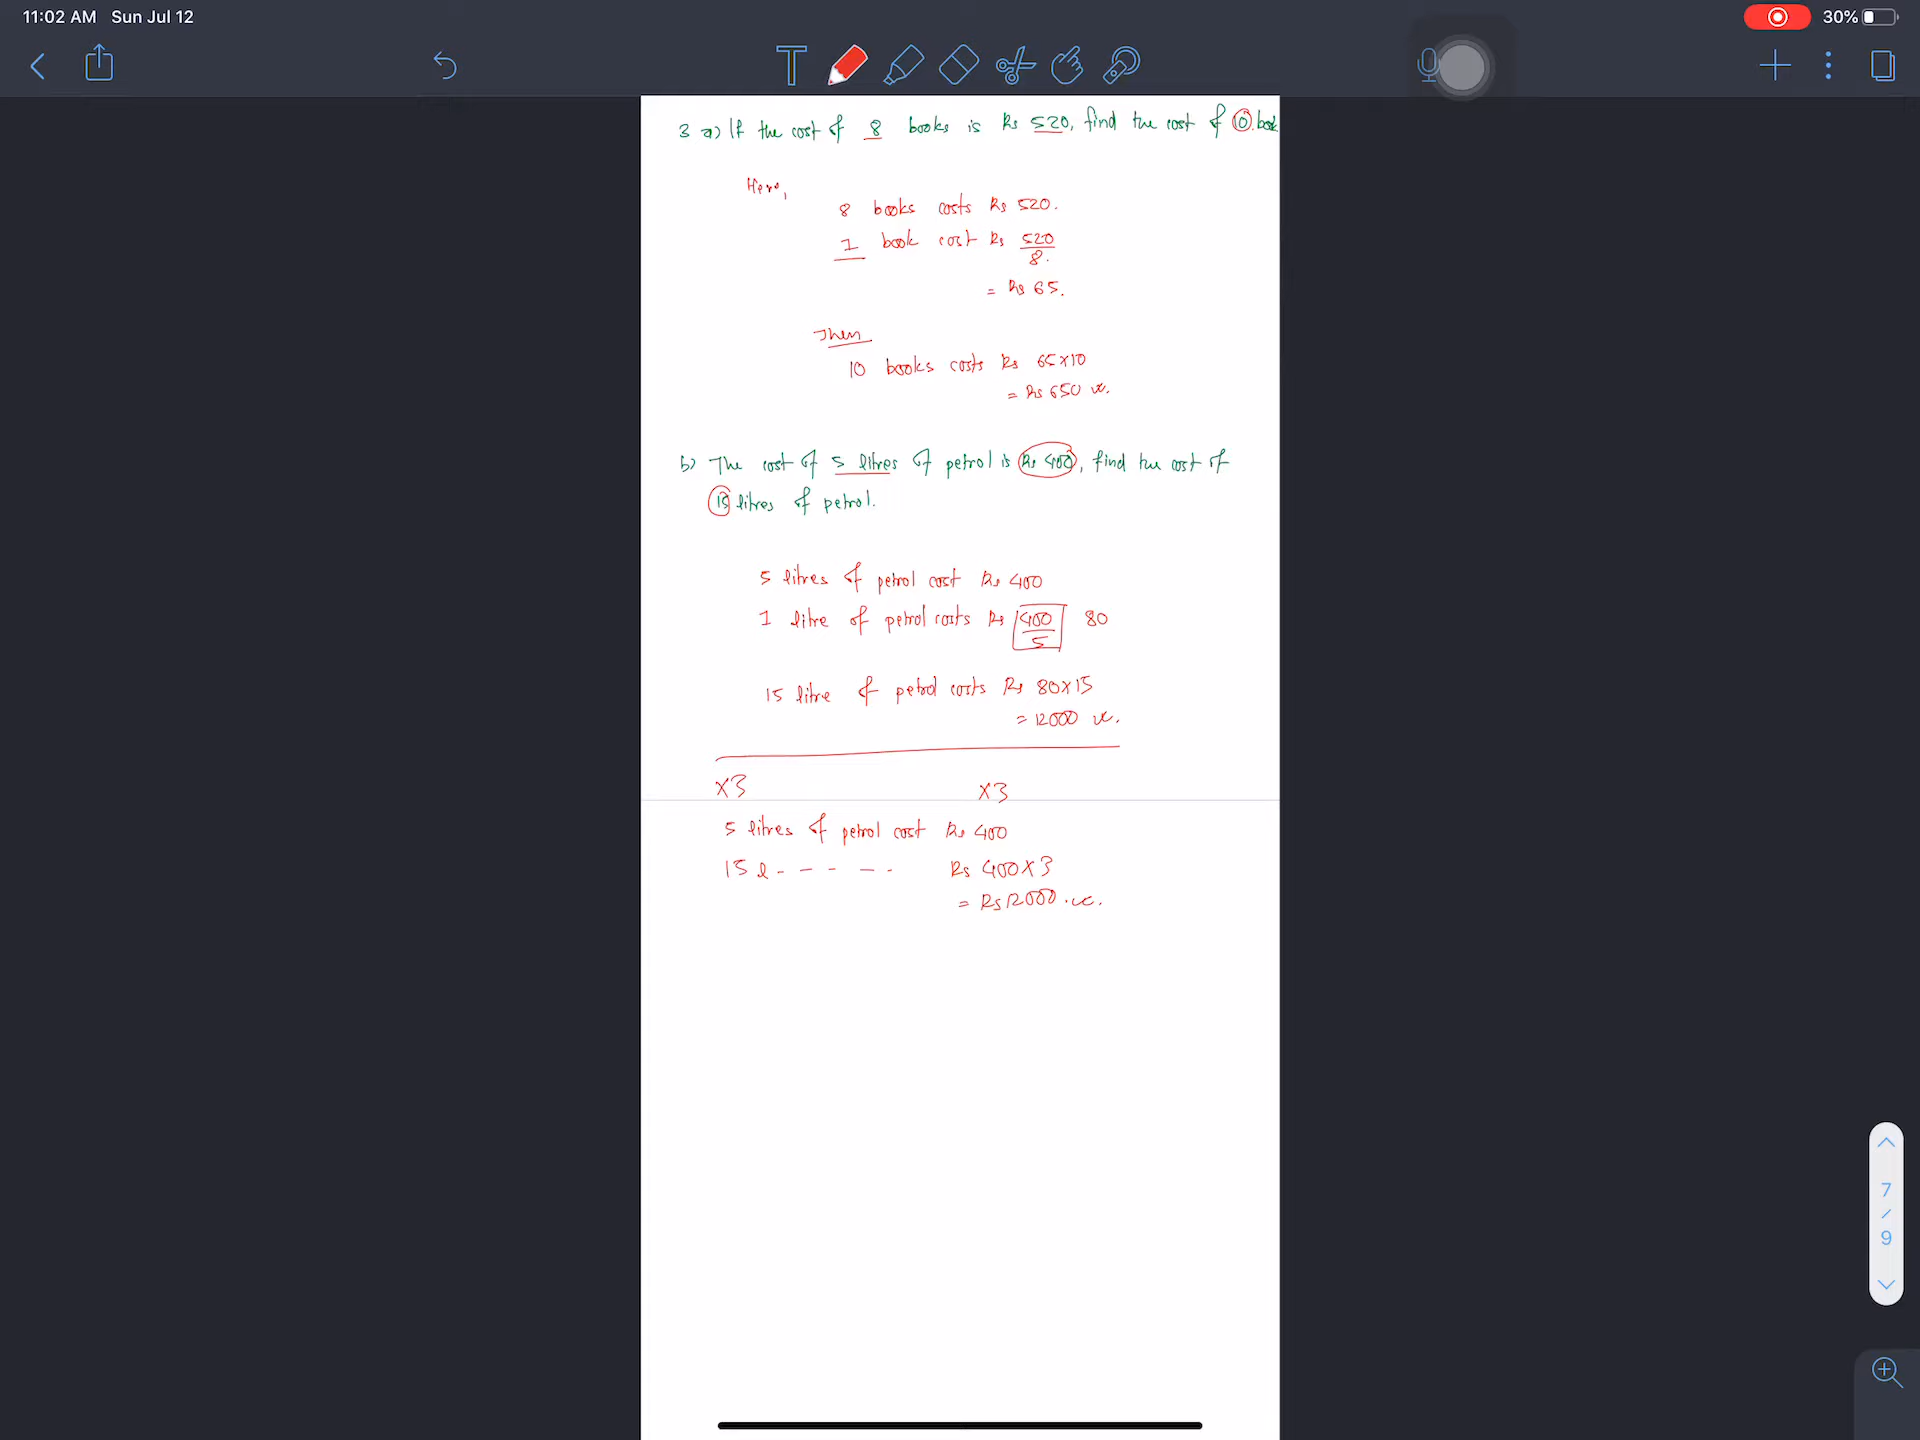 11:02 AM Sun Jul 12
30%
3 a) If the cost of 8 books is Rs 520, find the cost of 10 book
Here,
8 books costs Rs 520.
1 book cost Rs 520/8.
= Rs 65.
Then
10 books costs Rs 65×10
= Rs 650
b) The cost of 5 litres of petrol is Rs 400, find the cost of
15 litres of petrol.
5 litres of petrol cost Rs 400
1 litre of petrol costs Rs 400/5 80
15 litre of petrol costs Rs 80×15
= 12000
×3 ×3
5 litres of petrol cost Rs 400
15 l - - - - - Rs 400×3
= Rs 12000.
7
/
9